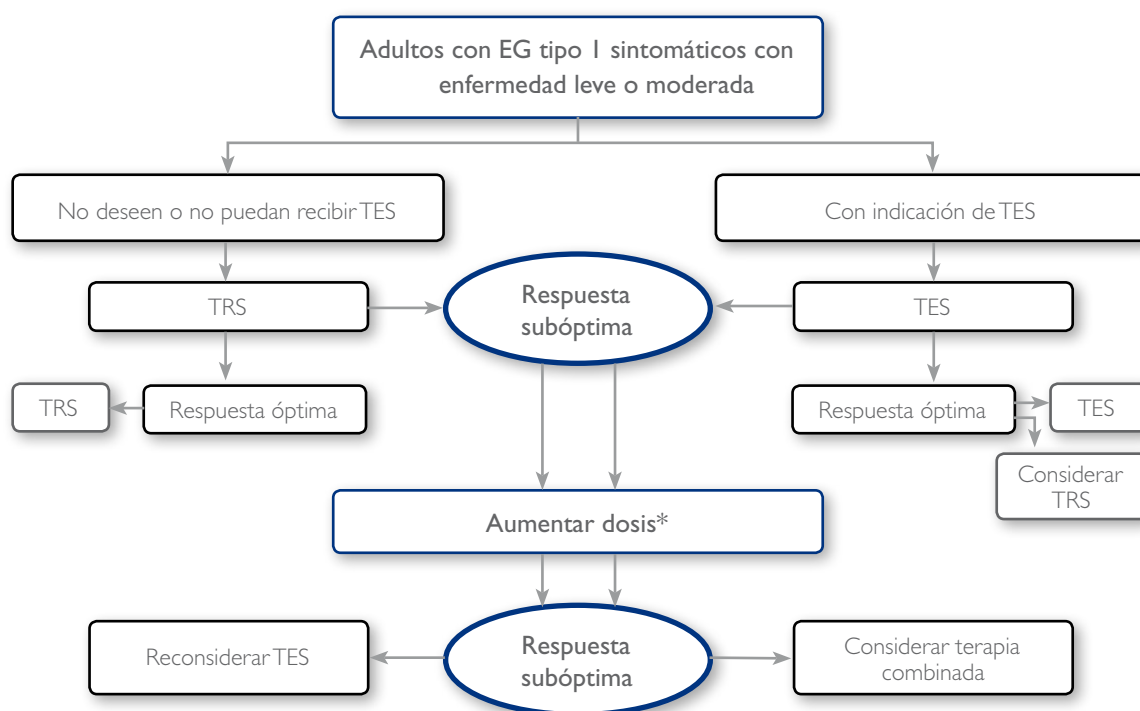 Adultos con EG tipo 1 sintomáticos con
enfermedad leve o moderada
No deseen o no puedan recibir TES
Con indicación de TES
TRS
Respuesta
subóptima
TES
TRS
Respuesta óptima
Respuesta óptima
TES
Considerar
TRS
Aumentar dosis*
Reconsiderar TES
Respuesta
subóptima
Considerar terapia
combinada